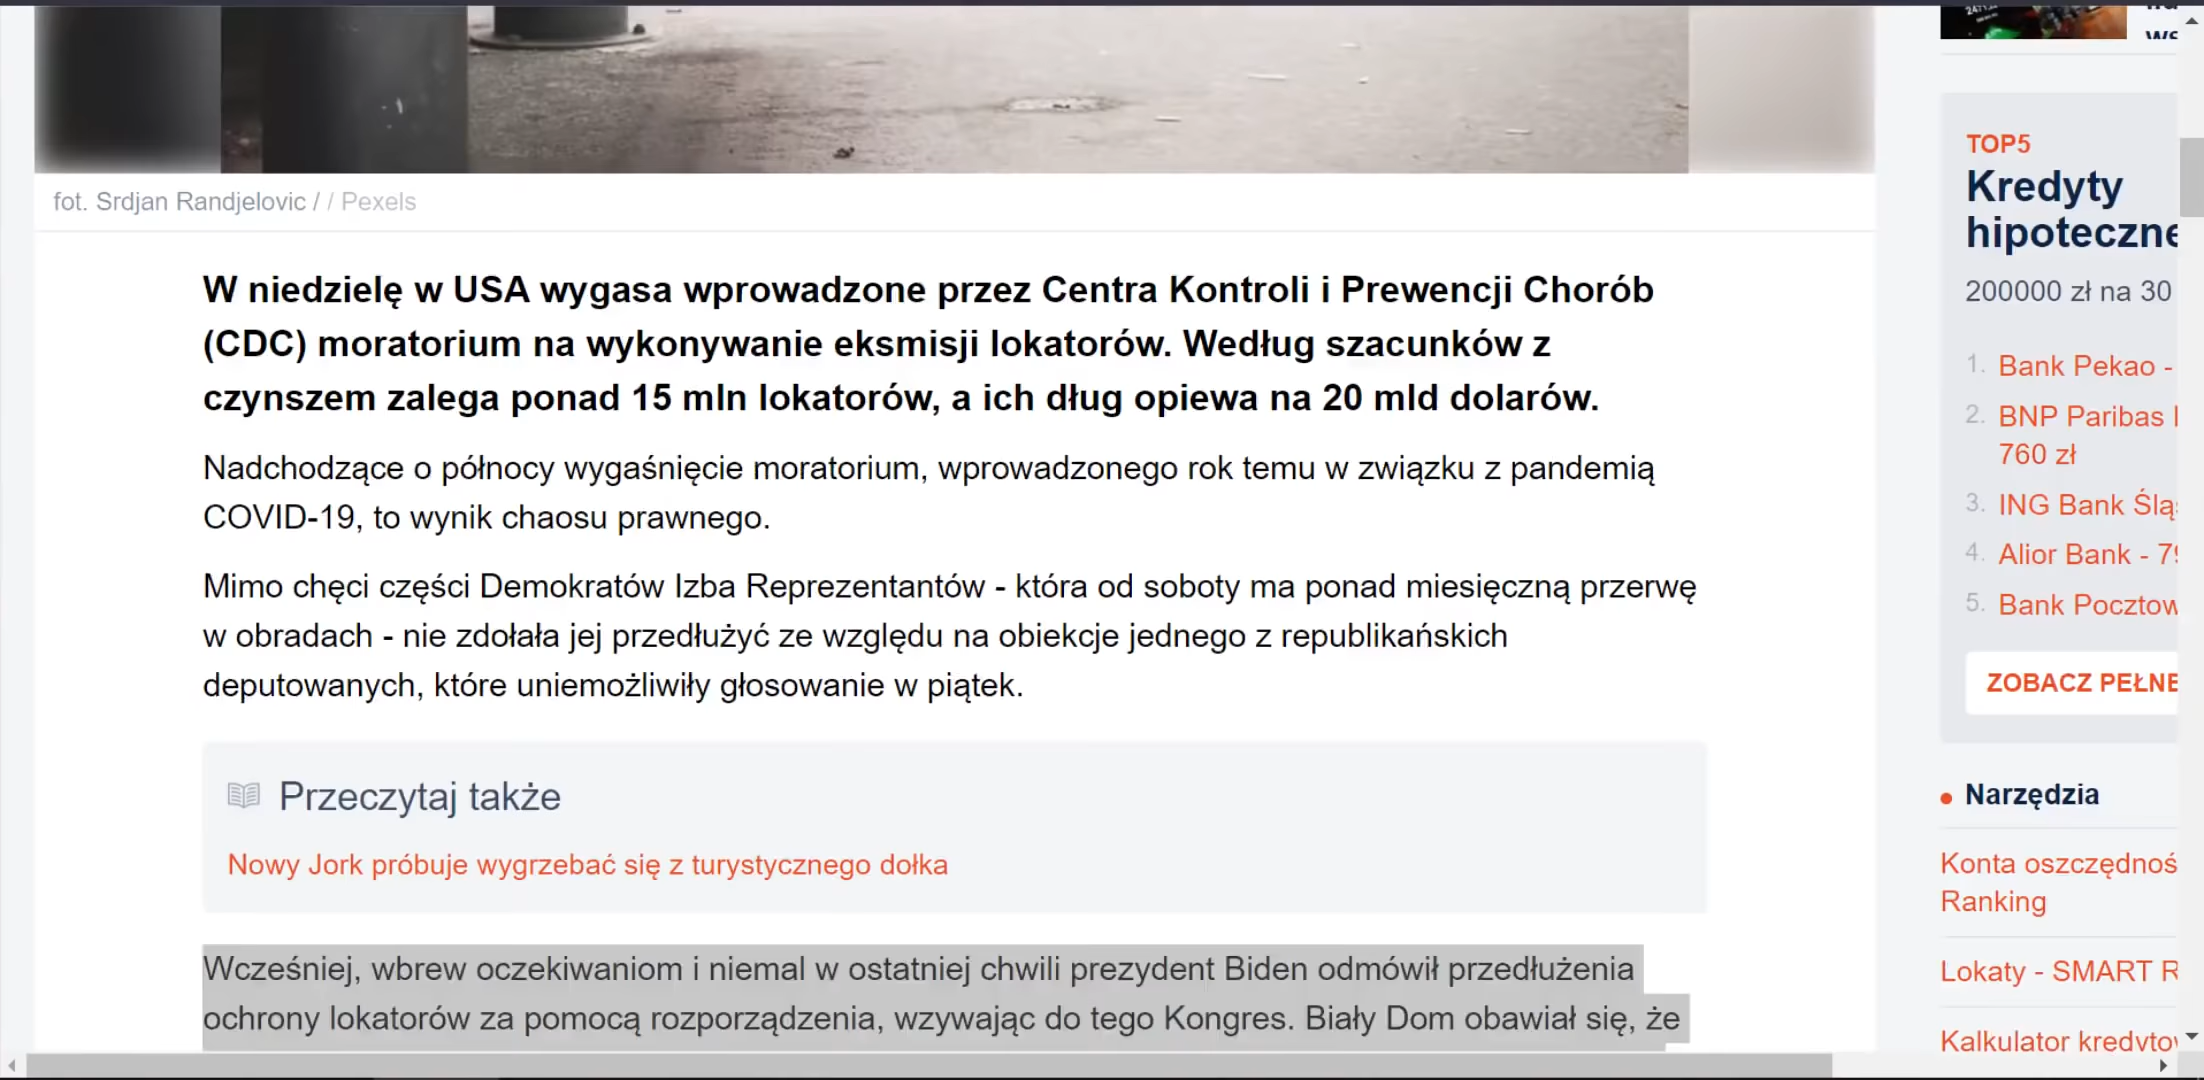 fot. Srdjan Randjelovic / / Pexels
W niedzielę w USA wygasa wprowadzone przez Centra Kontroli i Prewencji Chorób
(CDC) moratorium na wykonywanie eksmisji lokatorów. Według szacunków z
czynszem zalega ponad 15 mln lokatorów, a ich dług opiewa na 20 mld dolarów.
Nadchodzące o północy wygaśnięcie moratorium, wprowadzonego rok temu w związku z pandemią
COVID-19, to wynik chaosu prawnego.
Mimo chęci części Demokratów Izba Reprezentantów - która od soboty ma ponad miesięczną przerwę
w obradach - nie zdołała jej przedłużyć ze względu na obiekcje jednego z republikańskich
deputowanych, które uniemożliwiły głosowanie w piątek.
Przeczytaj także
Nowy Jork próbuje wygrzebać się z turystycznego dołka
Wcześniej, wbrew oczekiwaniom i niemal w ostatniej chwili prezydent Biden odmówił przedłużenia
ochrony lokatorów za pomocą rozporządzenia, wzywając do tego Kongres. Biały Dom obawiał się, że
TOP5
Kredyty
hipoteczne
200000 zł na 30
1. Bank Pekao -
2. BNP Paribas
760 zł
3. ING Bank
4. Alior Bank -
5. Bank
ZOBACZ PEŁNE
Narzędzia
Konta
Ranking
Lokaty - SMART
Kalkulator